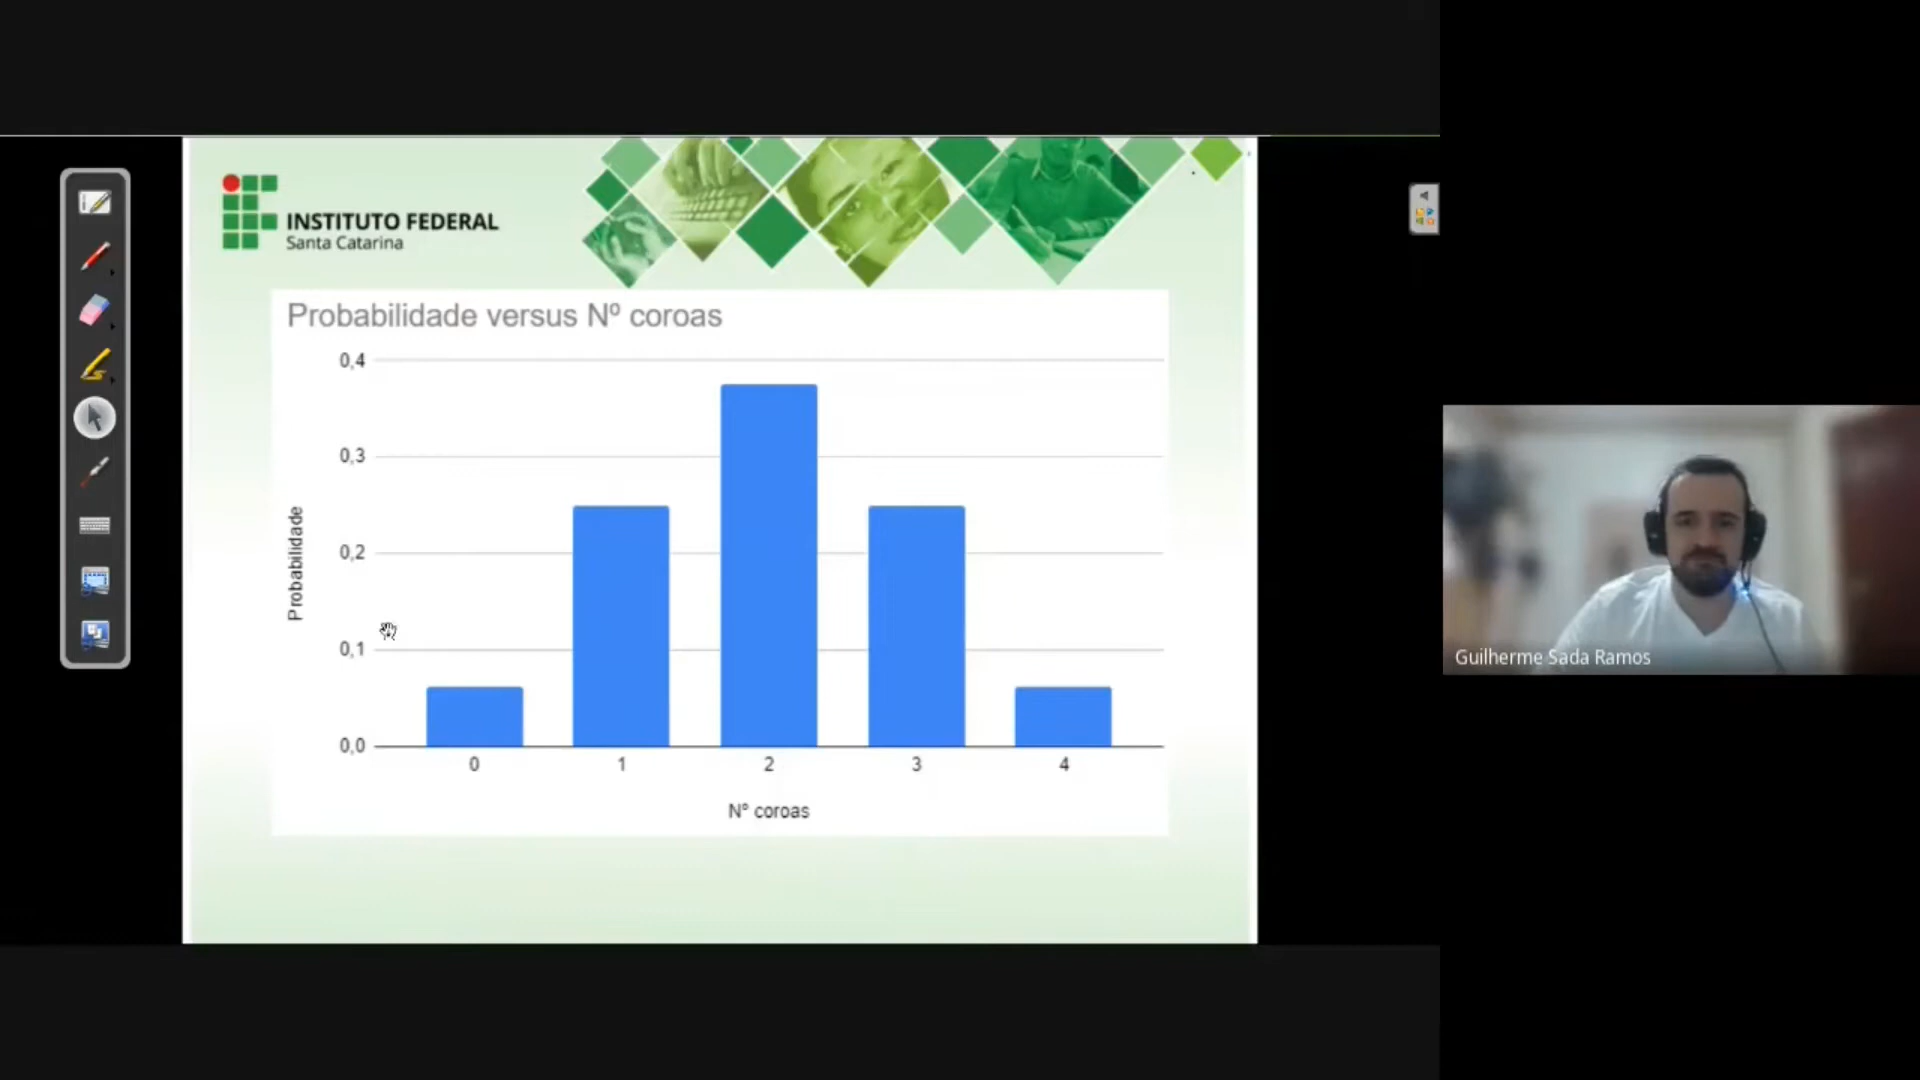 INSTITUTO FEDERAL
Santa Catarina
Probabilidade versus Nº coroas
0,4
0,3
0,2
0,1
0,0
Probabilidade
0
1
2
3
4
Nº coroas
Guilherme Sada Ramos